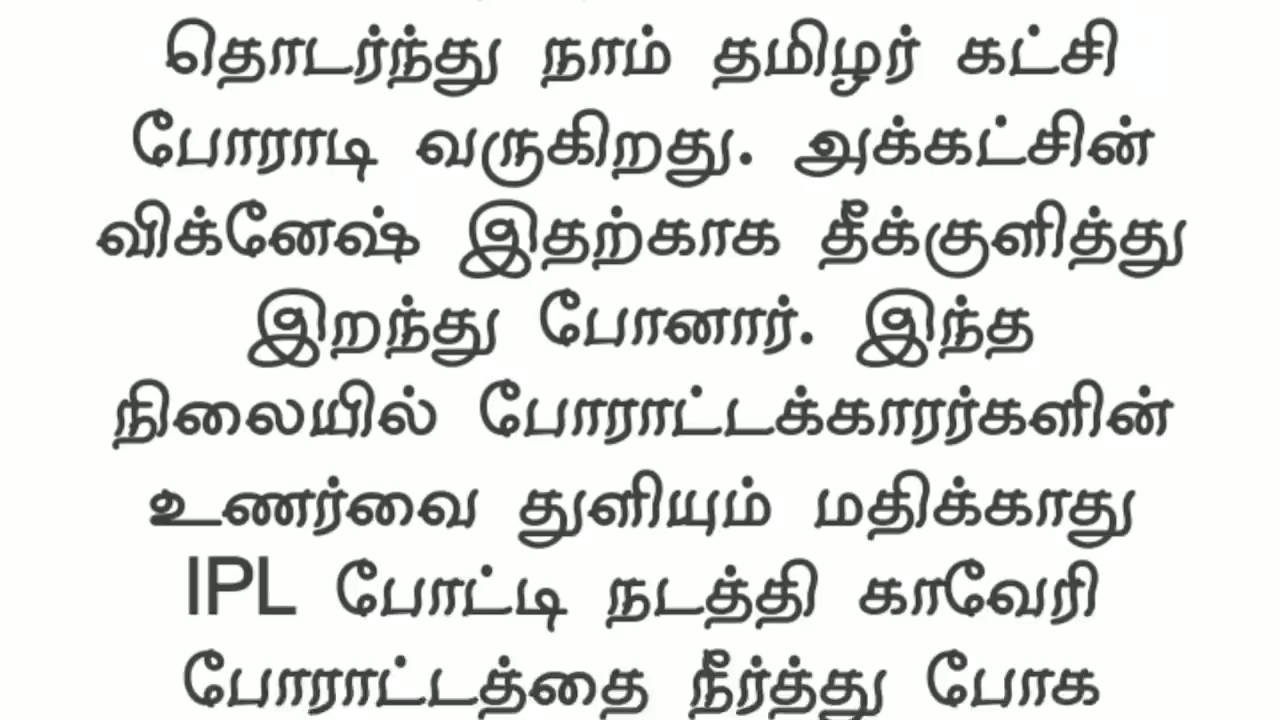 தொடர்ந்து நாம் தமிழர் கட்சி
போராடி வருகிறது. அக்கட்சின்
விக்னேஷ் இதற்காக தீக்குளித்து
இறந்து போனார். இந்த
நிலையில் போராட்டக்காரர்களின்
உணர்வை துளியும் மதிக்காது
IPL போட்டி நடத்தி காவேரி
போராட்டத்தை நீர்த்து போக